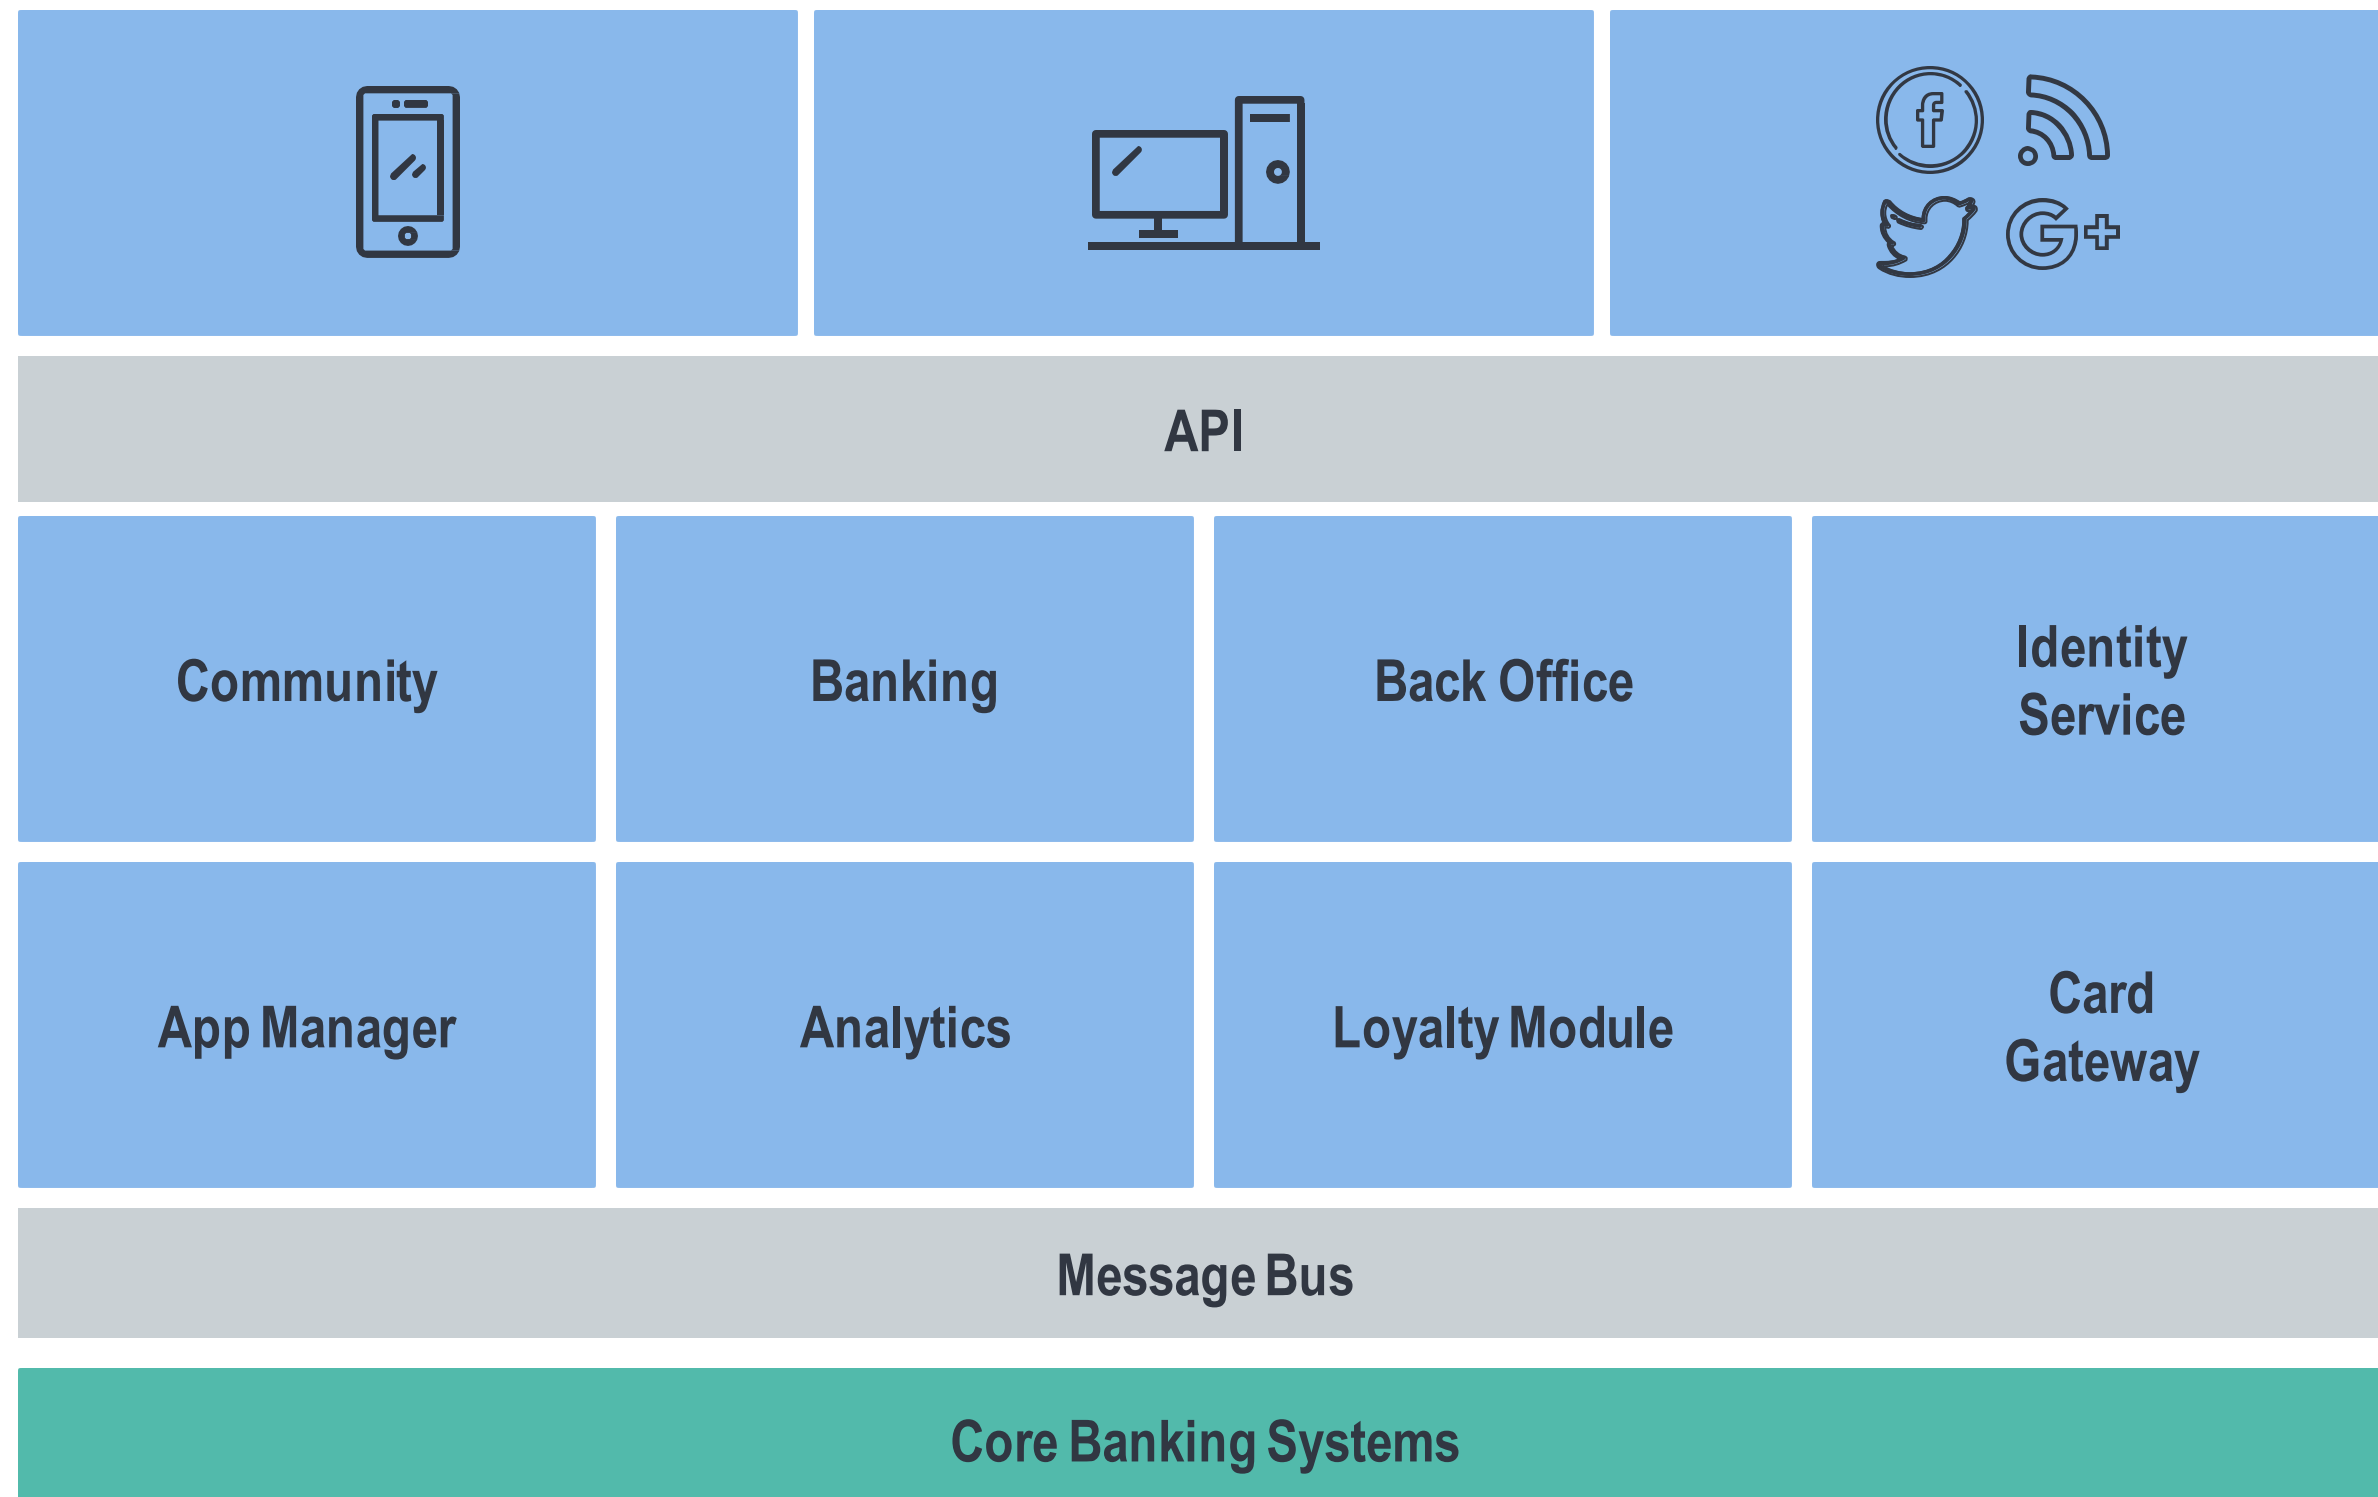 API
Community
Banking
Back Office
Identity
Service
App Manager
Analytics
Loyalty Module
Card
Gateway
Message Bus
Core Banking Systems